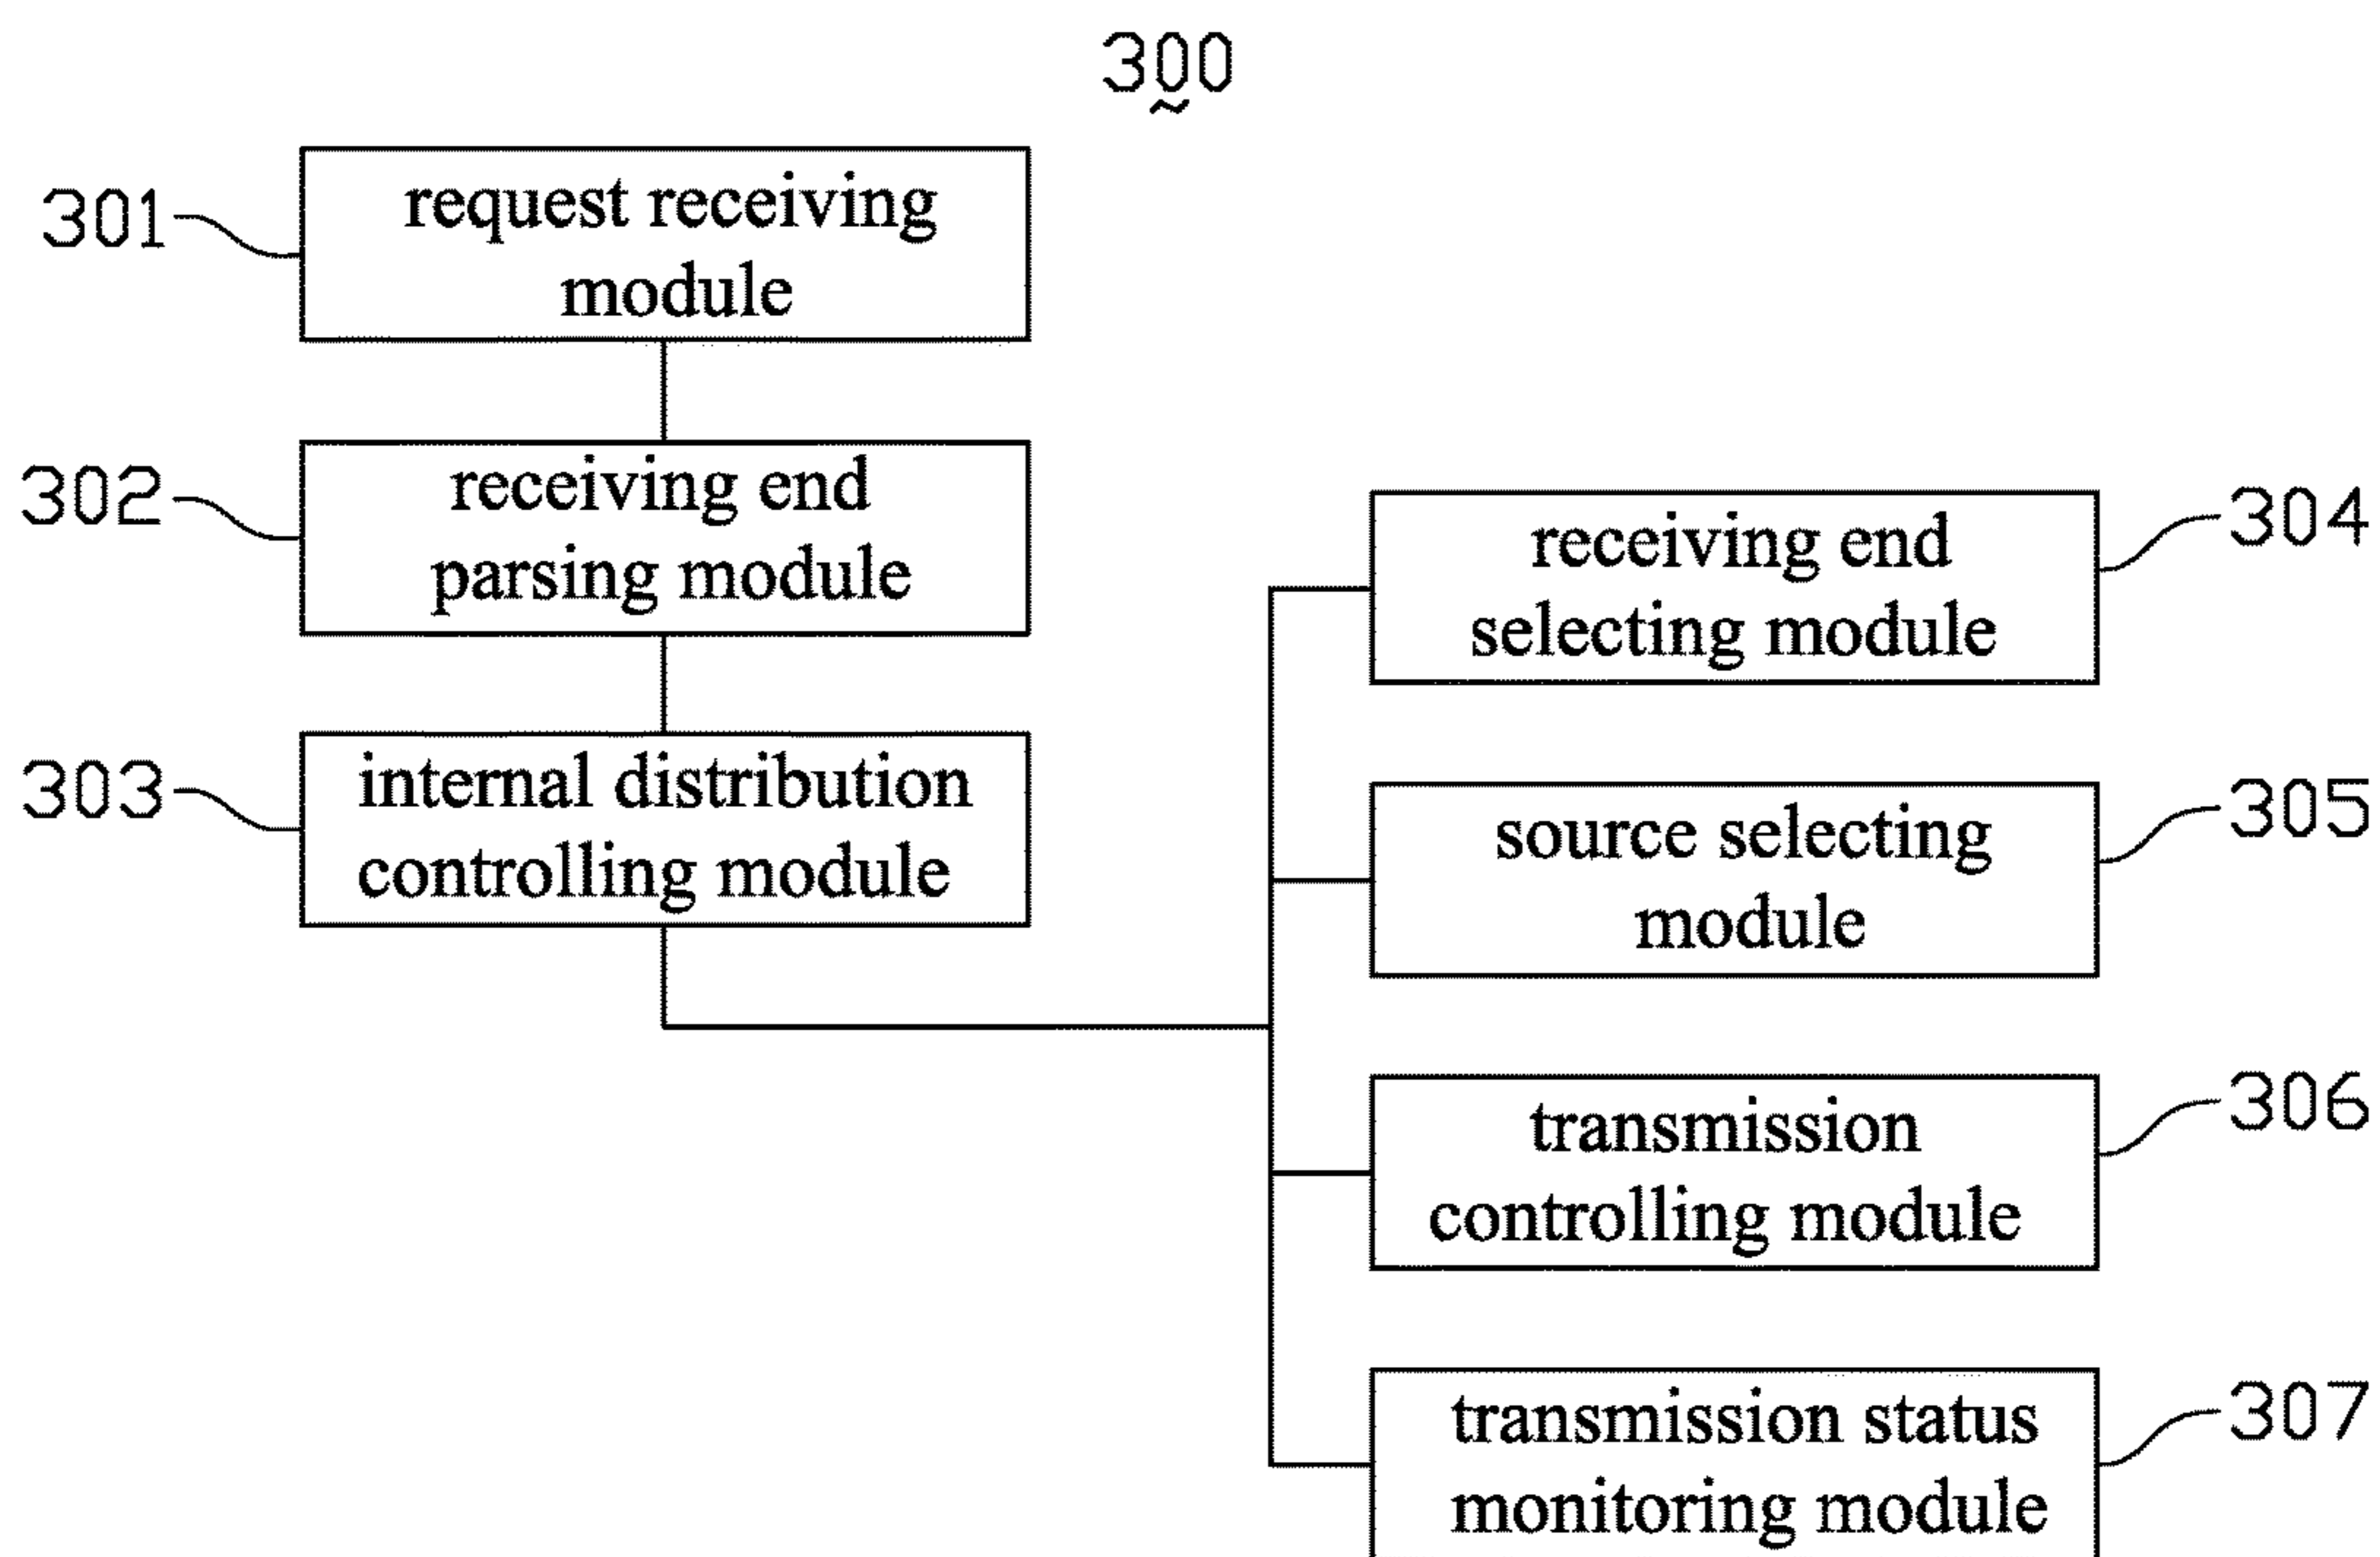 300
301
request receiving
module
302
receiving end
parsing module
303
internal distribution
controlling module
receiving end
selecting module
304
source selecting
module
305
transmission
controlling module
306
transmission status
monitoring module
307